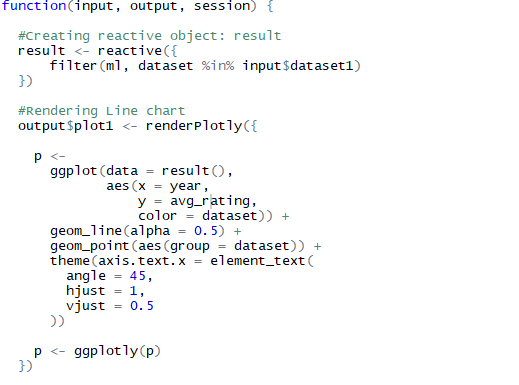 function(input, output, session) {
#Creating reactive object: result
result <- reactive({
filter(ml, dataset %in% input$dataset1)
})
#Rendering Line chart
output$plot1 <- renderPlotly({
p <-
ggplot(data = result(),
aes(x = year,
y = avg_rating,
color = dataset)) +
geom_line(alpha = 0.5) +
geom_point(aes(group = dataset)) +
theme(axis.text.x = element_text(
angle = 45,
hjust = 1,
vjust = 0.5
))
p <- ggplotly(p)
})